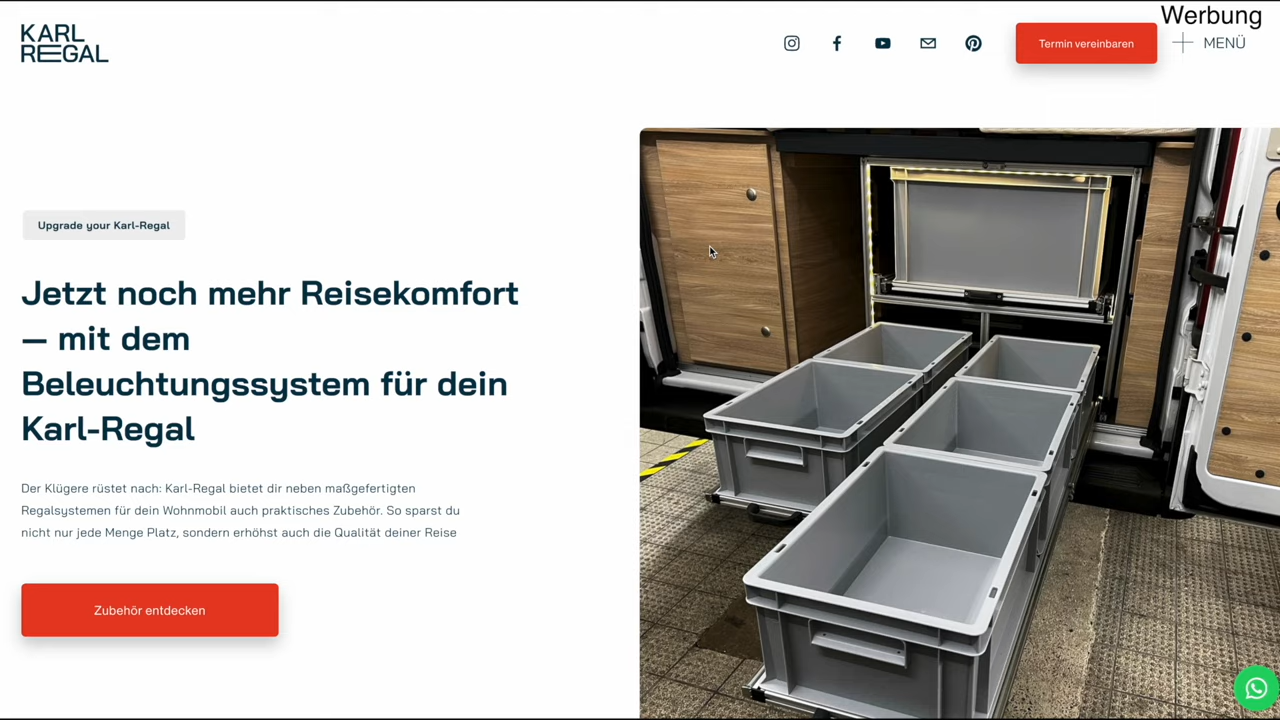 Werbung
KARL
REGAL
Termin vereinbaren
MENÜ
Upgrade your Karl-Regal
Jetzt noch mehr Reisekomfort
— mit dem
Beleuchtungssystem für dein
Karl-Regal
Der Klügere rüstet nach: Karl-Regal bietet dir neben maßgefertigten
Regalsystemen für dein Wohnmobil auch praktisches Zubehör. So sparst du
nicht nur jede Menge Platz, sondern erhöhst auch die Qualität deiner Reise
Zubehör entdecken